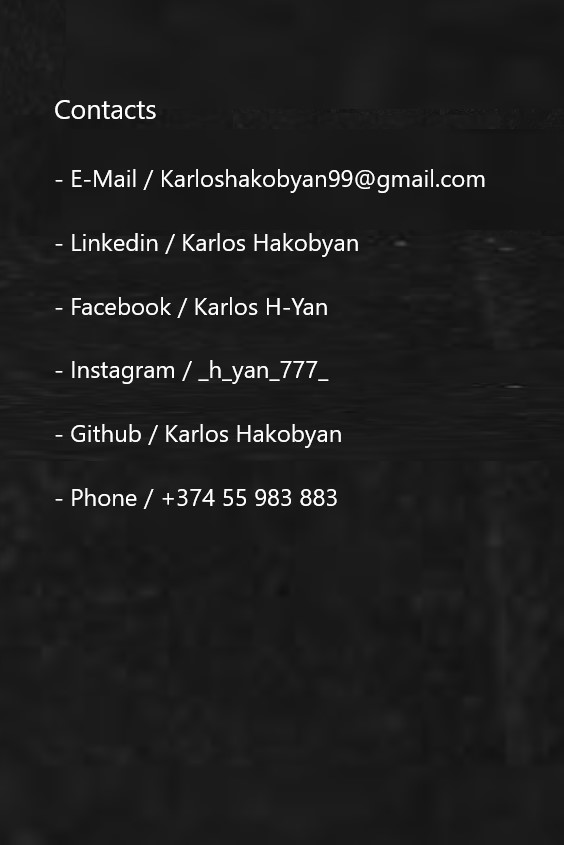 Contacts
- E-Mail / Karloshakobyan99@gmail.com
- Linkedin / Karlos Hakobyan
- Facebook / Karlos H-Yan
- Instagram / _h_yan_777_
- Github / Karlos Hakobyan
- Phone / +374 55 983 883